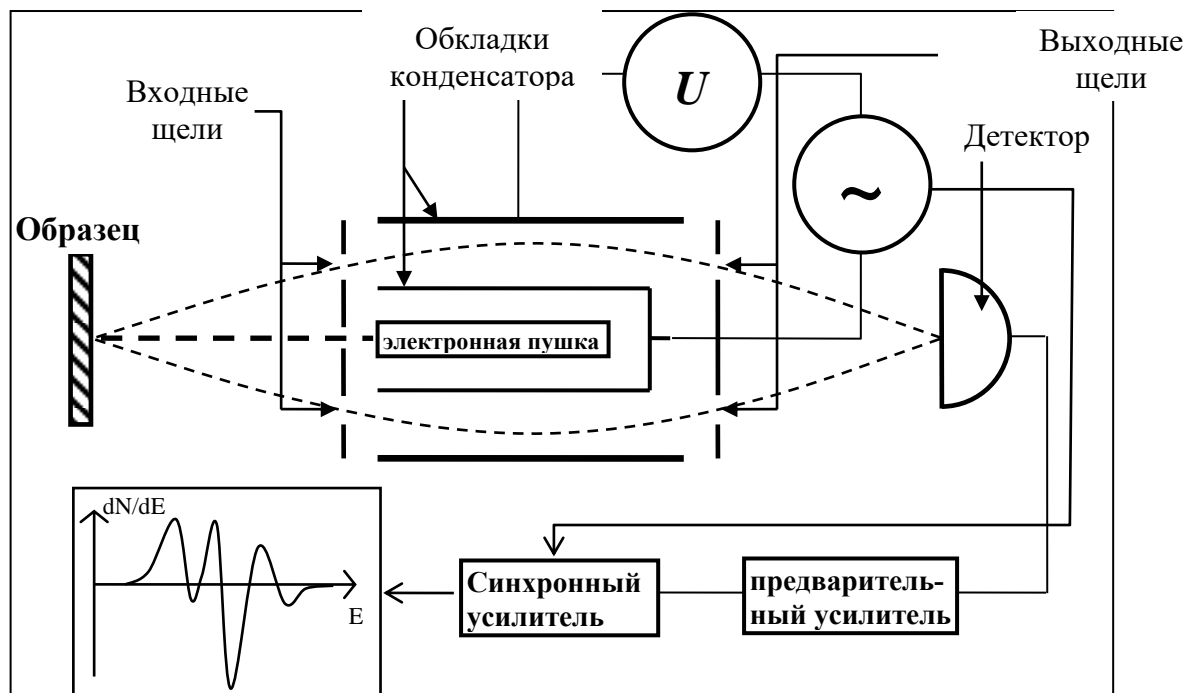 Обкладки
конденсатора
U
Выходные
щели
Входные
щели
~
Детектор
Образец
электронная пушка
dN/dE
E
Синхронный
усилитель
предваритель-
ный усилитель